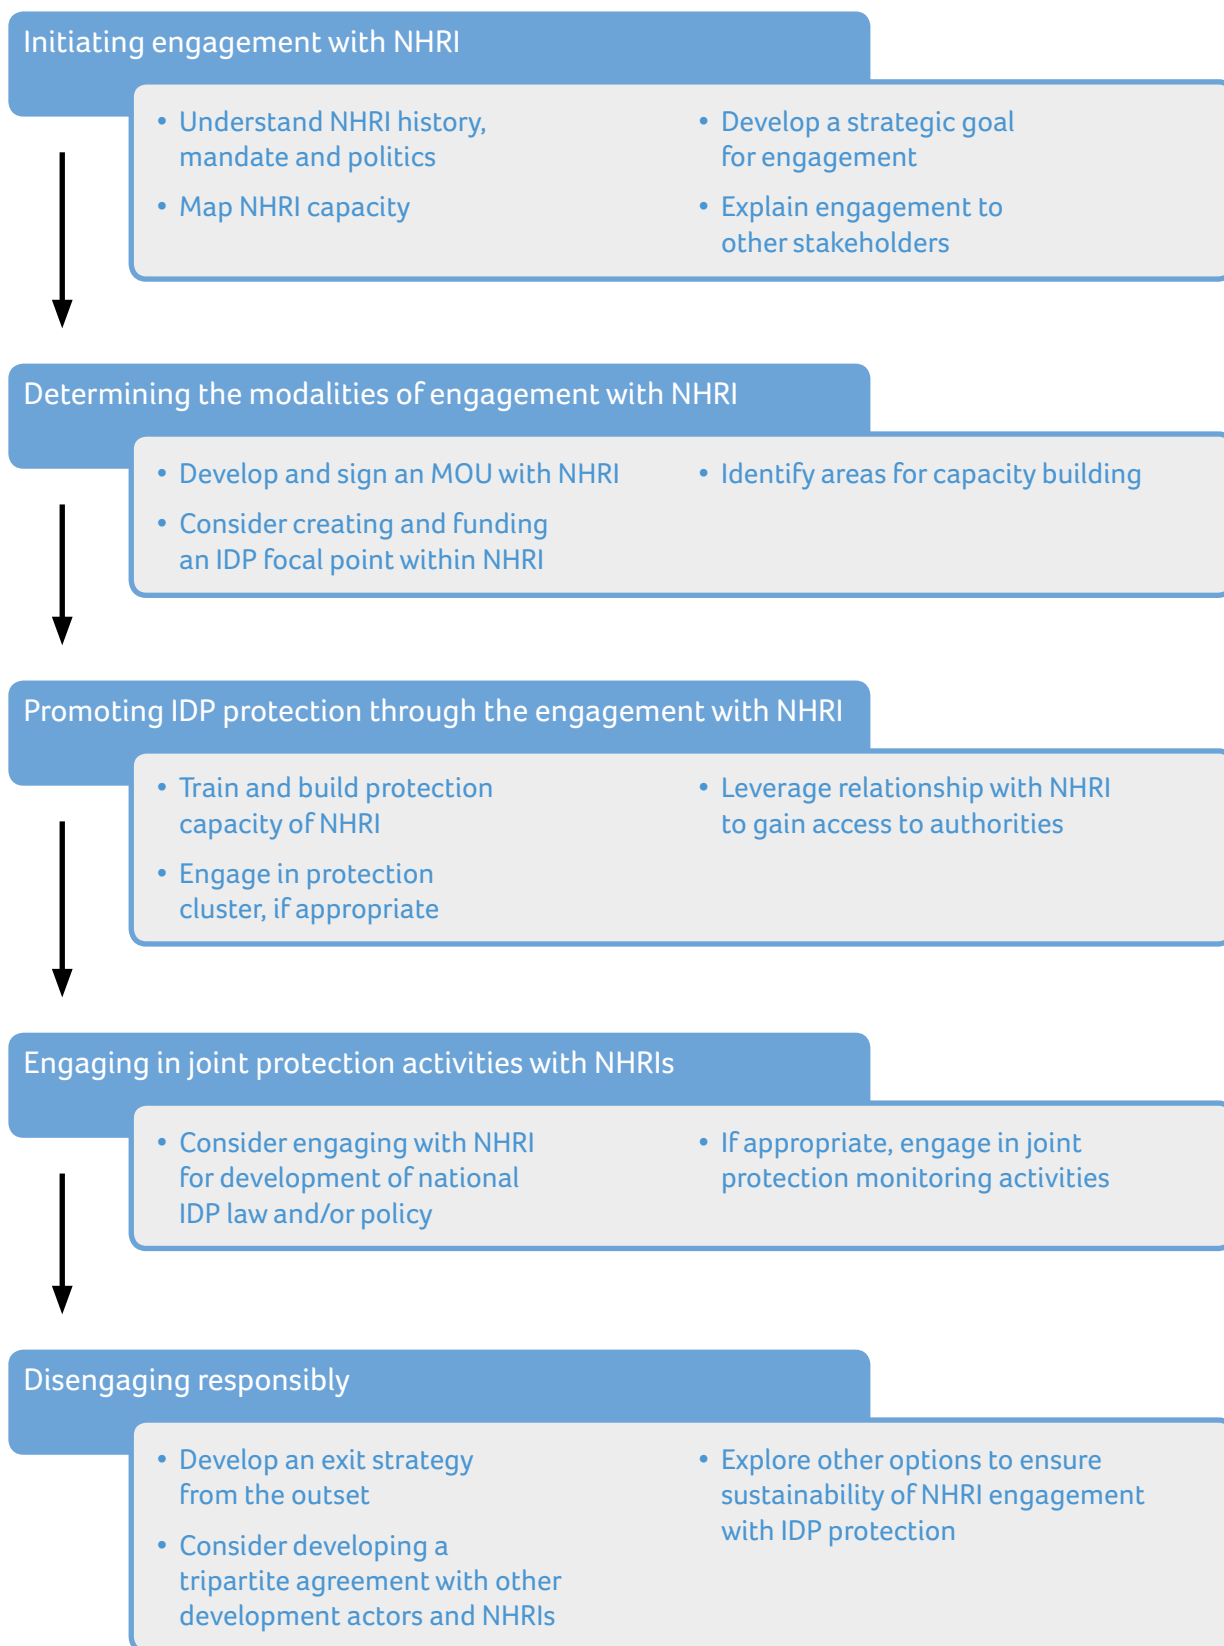 Initiating engagement with NHRI
• Understand NHRI history,
mandate and politics
• Map NHRI capacity
• Develop a strategic goal
for engagement
• Explain engagement to
other stakeholders
Determining the modalities of engagement with NHRI
• Develop and sign an MOU with NHRI
• Consider creating and funding
an IDP focal point within NHRI
• Identify areas for capacity building
Promoting IDP protection through the engagement with NHRI
• Train and build protection
capacity of NHRI
• Engage in protection
cluster, if appropriate
• Leverage relationship with NHRI
to gain access to authorities
Engaging in joint protection activities with NHRIs
• Consider engaging with NHRI
for development of national
IDP law and/or policy
• If appropriate, engage in joint
protection monitoring activities
Disengaging responsibly
• Develop an exit strategy
from the outset
• Consider developing a
tripartite agreement with other
development actors and NHRIs
• Explore other options to ensure
sustainability of NHRI engagement
with IDP protection